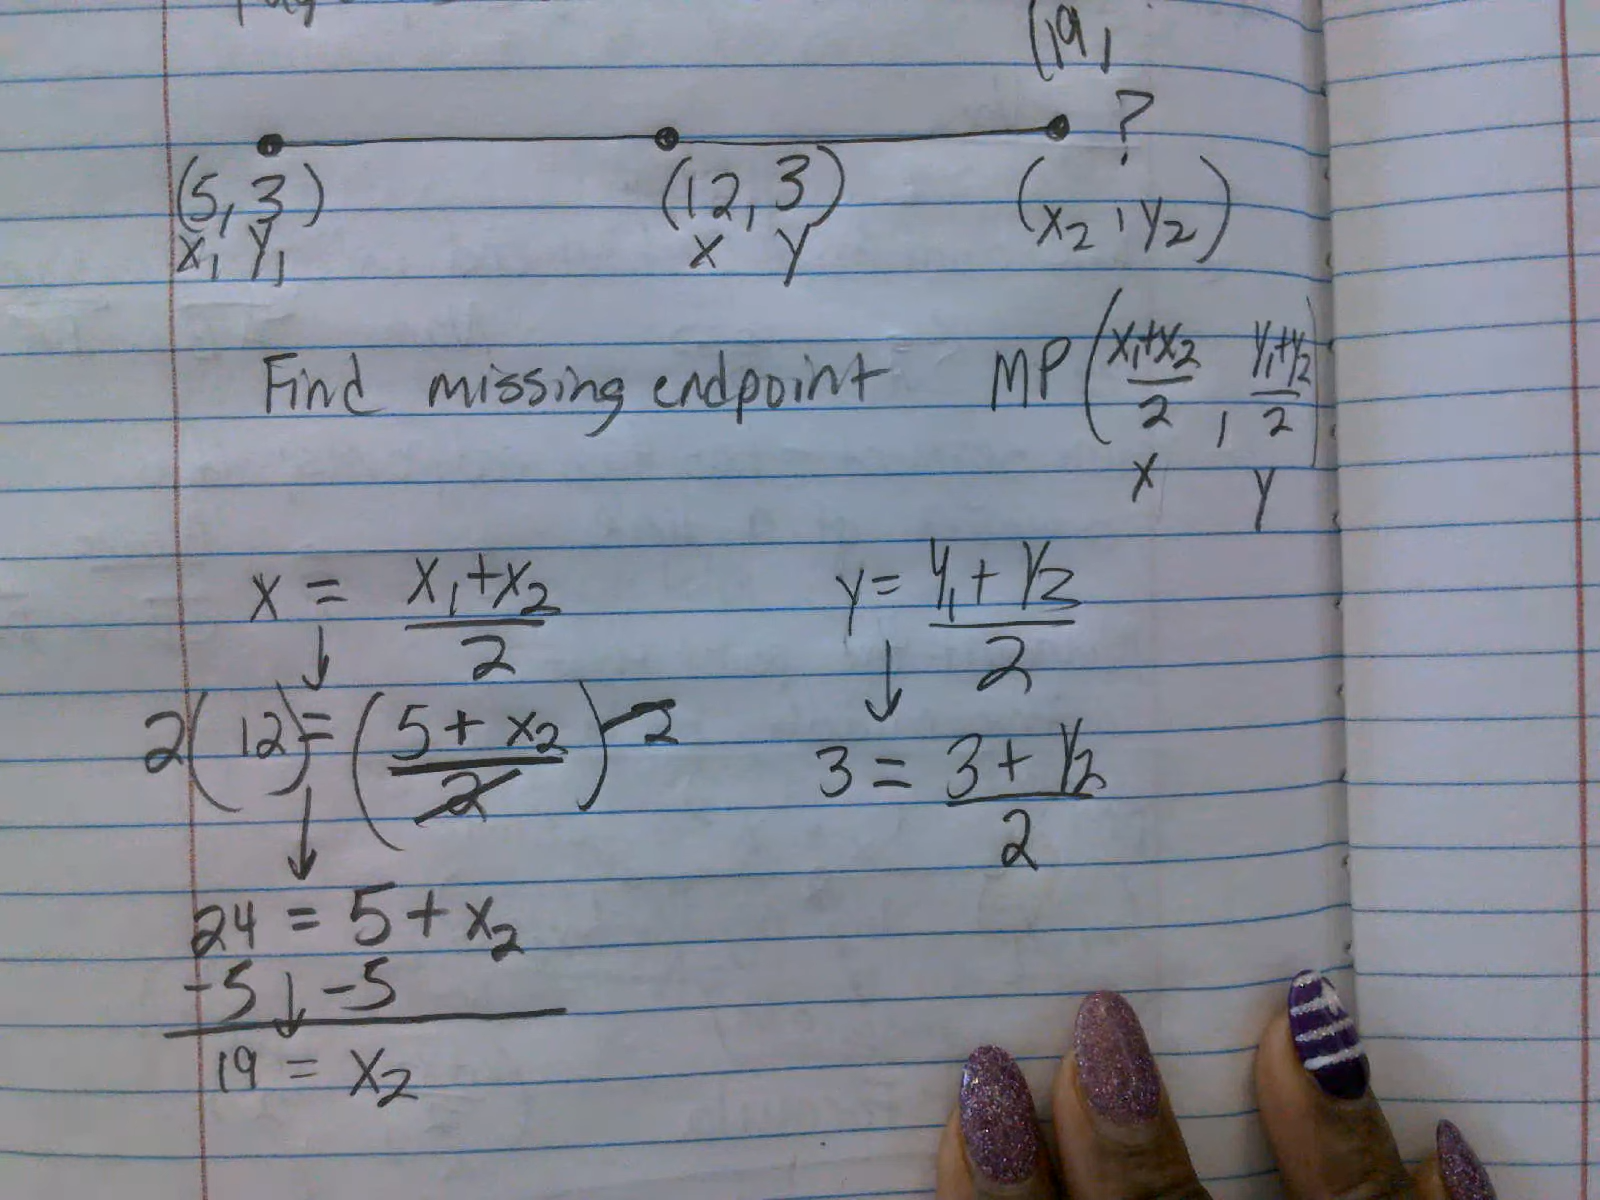 (19,
?
(5, 3) (12, 3) (x₂, y₂)
x₁ y₁ x y
Find missing endpoint MP (x₁+x₂/2, y₁+y₂/2)
x y
x = x₁+x₂/2 y = y₁+y₂/2
2(12) = (5+x₂/2)2 3 = 3+y₂/2
24 = 5+x₂
-5 -5
19 = x₂